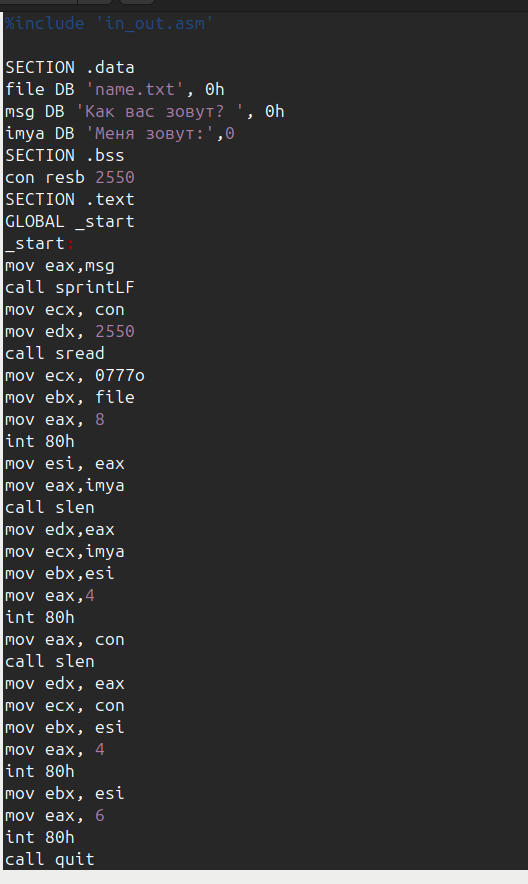 %include 'in_out.asm'
SECTION .data
file DB 'name.txt', 0h
msg DB 'Как вас зовут? ', 0h
imya DB 'Меня зовут:',0
SECTION .bss
con resb 2550
SECTION .text
GLOBAL _start
_start:
mov eax,msg
call sprintLF
mov ecx, con
mov edx, 2550
call sread
mov ecx, 0777o
mov ebx, file
mov eax, 8
int 80h
mov esi, eax
mov eax,imya
call slen
mov edx,eax
mov ecx,imya
mov ebx,esi
mov eax,4
int 80h
mov eax, con
call slen
mov edx, eax
mov ecx, con
mov ebx, esi
mov eax, 4
int 80h
mov ebx, esi
mov eax, 6
int 80h
call quit